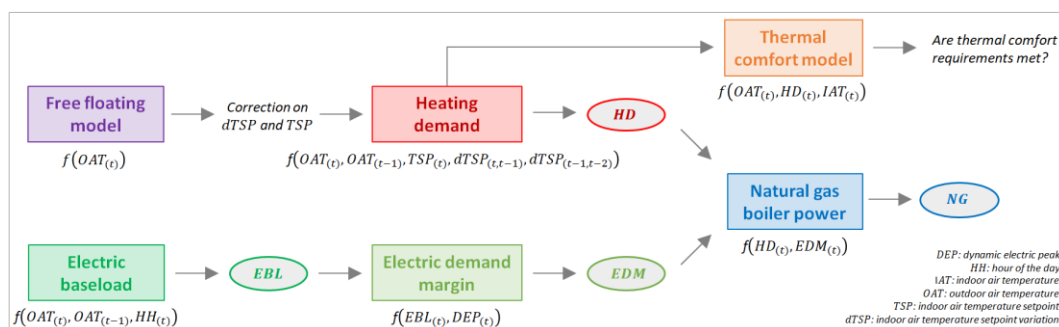 Free floating
model
f(OAT(t))
Correction on
dTSP and TSP
Heating
demand
f(OAT(t), OAT(t−1), TSP(t), dTSP(t,t−1), dTSP(t−1,t−2))
HD
Thermal
comfort model
f(OAT(t), HD(t), IAT(t))
Are thermal comfort
requirements met?
Electric
baseload
f(OAT(t), OAT(t−1), HH(t))
EBL
Electric demand
margin
f(EBL(t), DEP(t))
EDM
Natural gas
boiler power
f(HD(t), EDM(t))
NG
DEP: dynamic electric peak
HH: hour of the day
IAT: indoor air temperature
OAT: outdoor air temperature
TSP: indoor air temperature setpoint
dTSP: indoor air temperature setpoint variation